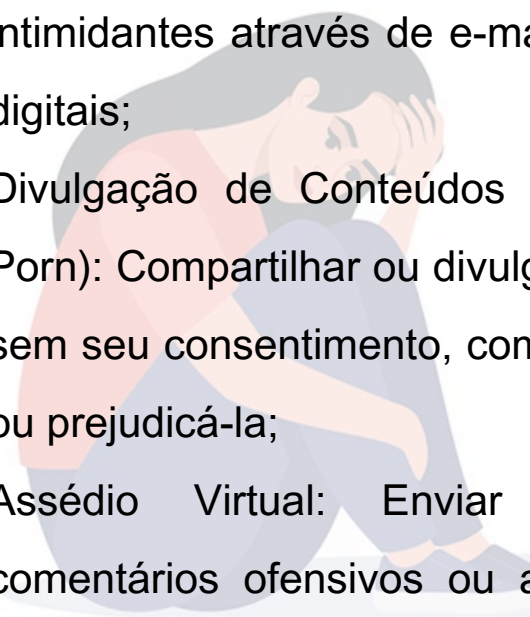 ntimidantes através de e-ma
digitais;
Divulgação de Conteúdos
Porn): Compartilhar ou divulg
sem seu consentimento, com
ou prejudicá-la;
Assédio Virtual: Enviar
comentários ofensivos ou a